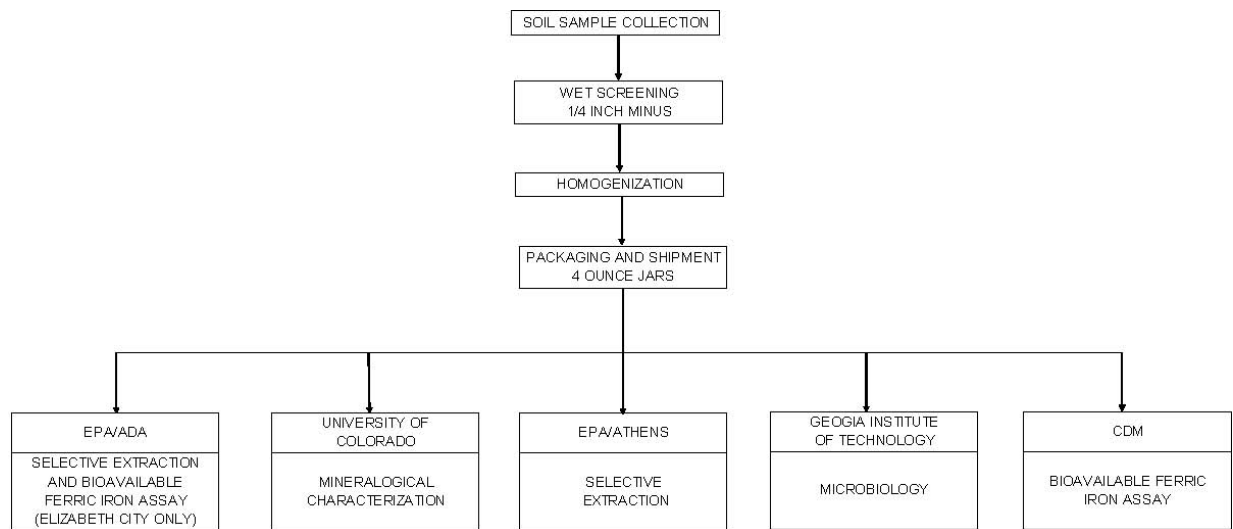 SOIL SAMPLE COLLECTION
WET SCREENING
1/4 INCH MINUS
HOMOGENIZATION
PACKAGING AND SHIPMENT
4 OUNCE JARS
EPA/ADA
SELECTIVE EXTRACTION
AND BIOAVAILABLE
FERRIC IRON ASSAY
(ELIZABETH CITY ONLY)
UNIVERSITY OF
COLORADO
MINERALOGICAL
CHARACTERIZATION
EPA/ATHENS
SELECTIVE
EXTRACTION
GEOGIA INSTITUTE
OF TECHNOLOGY
MICROBIOLOGY
CDM
BIOAVAILABLE FERRIC
IRON ASSAY